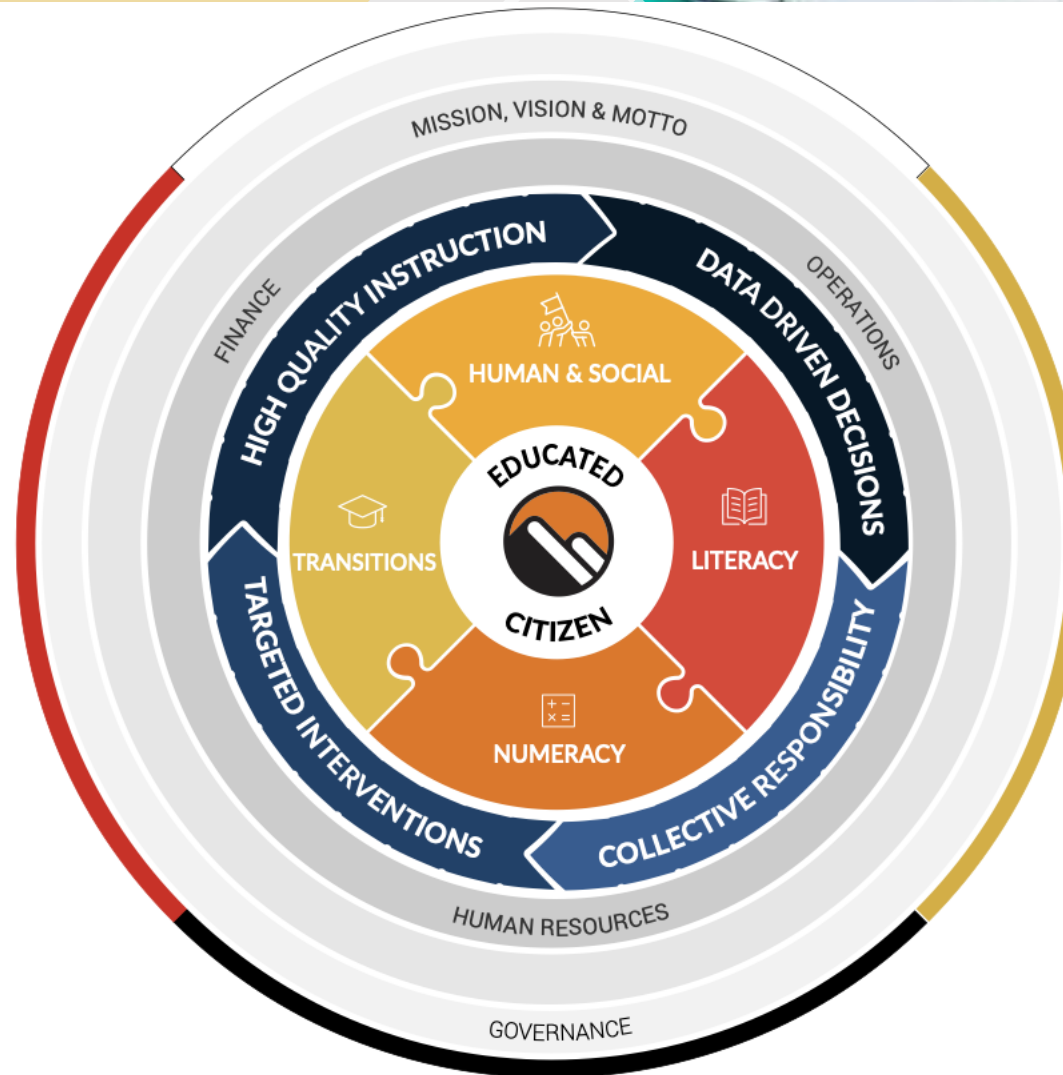 MISSION, VISION & MOTTO
FINANCE
OPERATIONS
HIGH QUALITY INSTRUCTION
DATA DRIVEN DECISIONS
HUMAN & SOCIAL
EDUCATED
CITIZEN
TRANSITIONS
LITERACY
NUMERACY
TARGETED INTERVENTIONS
COLLECTIVE RESPONSIBILITY
HUMAN RESOURCES
GOVERNANCE